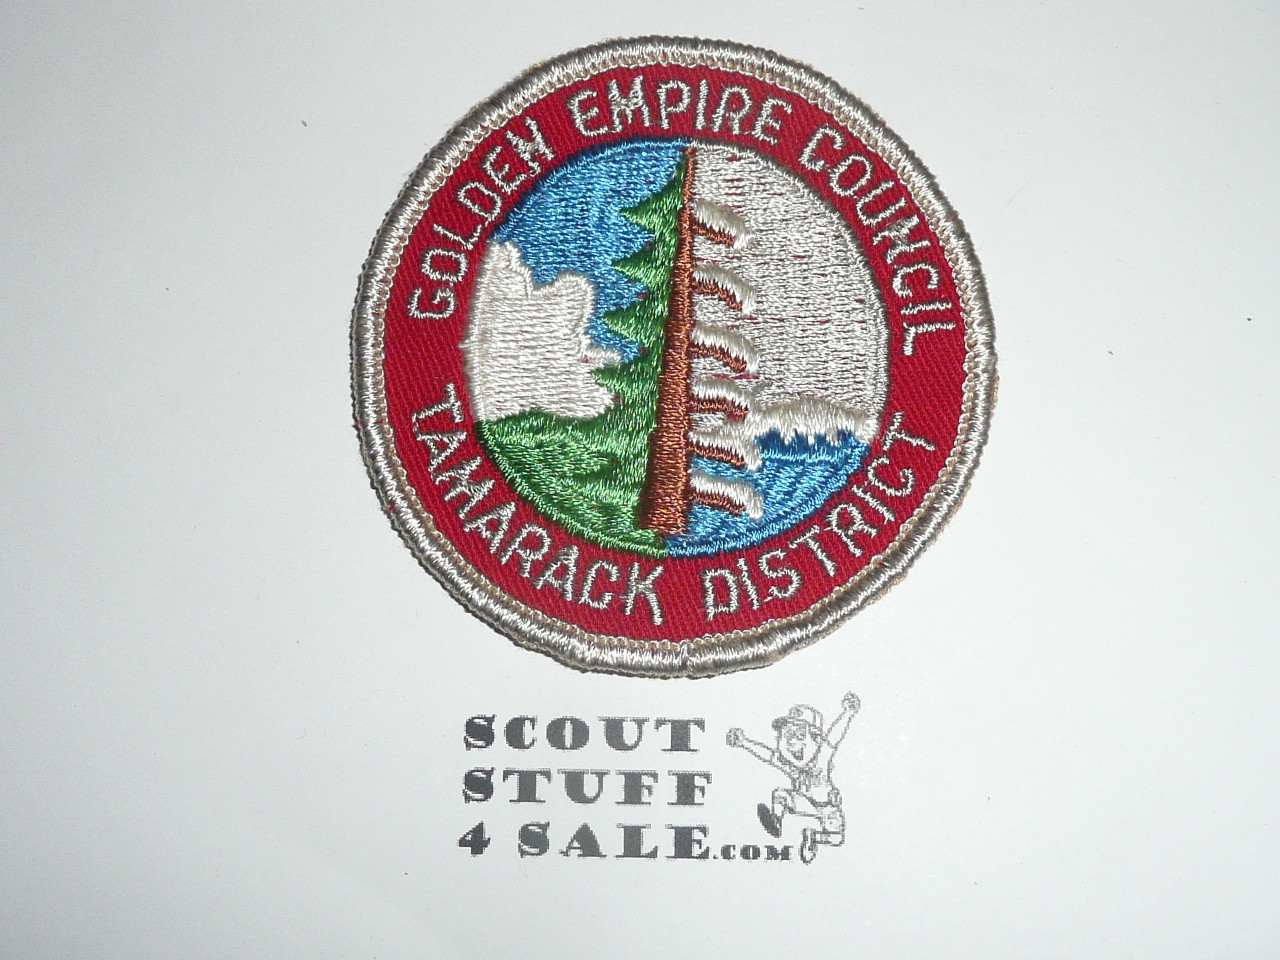 GOLDEN EMPIRE COUNCIL
TAMARACK DISTRICT
SCOUT
STUFF
4 SALE.COM